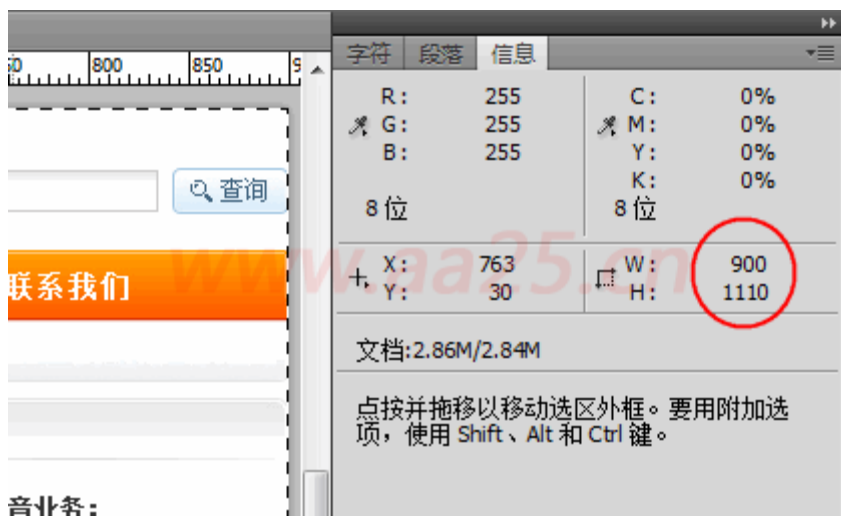 800 850
字符 段落 信息
R: 255 C: 0%
G: 255 M: 0%
B: 255 Y: 0%
K: 0%
8位 8位
查询
联系我们
www.aa25.cn
X: 763 W: 900
Y: 30 H: 1110
文档:2.86M/2.84M
点按并拖移以移动选区外框。要用附加选
项，使用 Shift、Alt 和 Ctrl 键。
音业务: